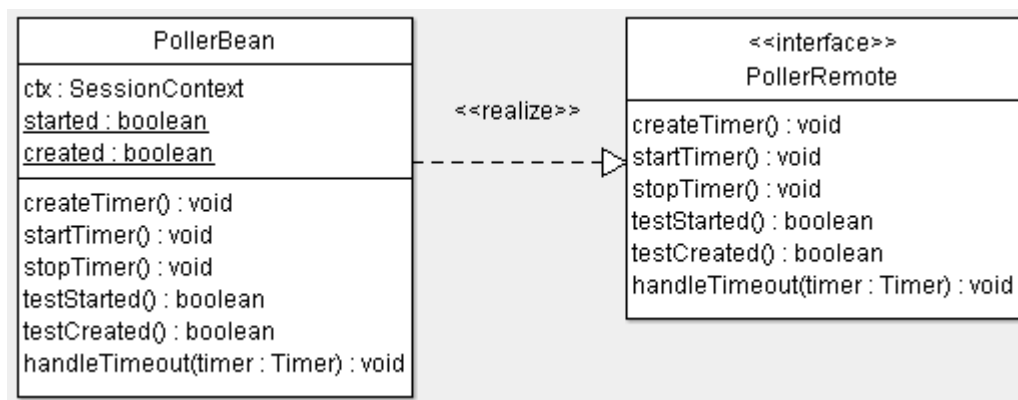 PollerBean
ctx : SessionContext
started : boolean
created : boolean
createTimer() : void
startTimer() : void
stopTimer() : void
testStarted() : boolean
testCreated() : boolean
handleTimeout(timer : Timer) : void
<<realize>>
<<interface>>
PollerRemote
createTimer() : void
startTimer() : void
stopTimer() : void
testStarted() : boolean
testCreated() : boolean
handleTimeout(timer : Timer) : void